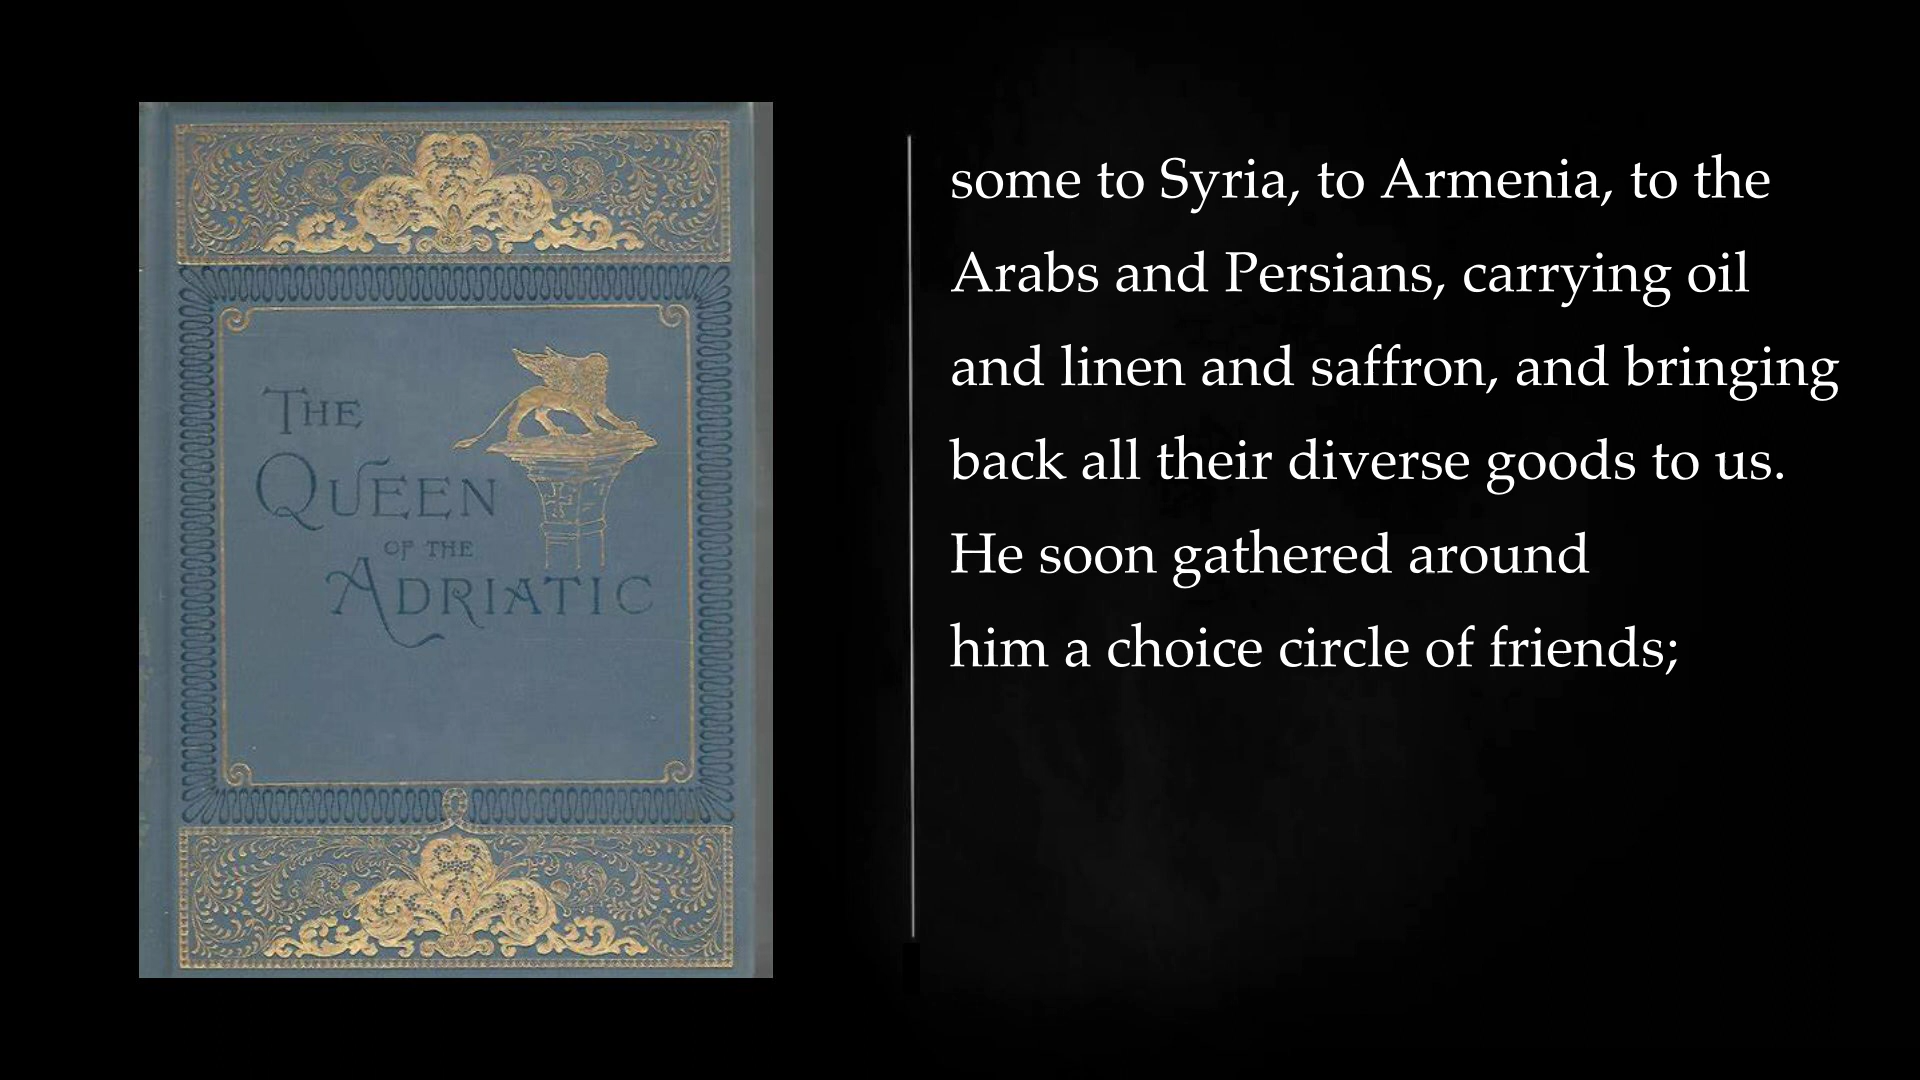 THE
QUEEN
OF THE
ADRIATIC
some to Syria, to Armenia, to the
Arabs and Persians, carrying oil
and linen and saffron, and bringing
back all their diverse goods to us.
He soon gathered around
him a choice circle of friends;